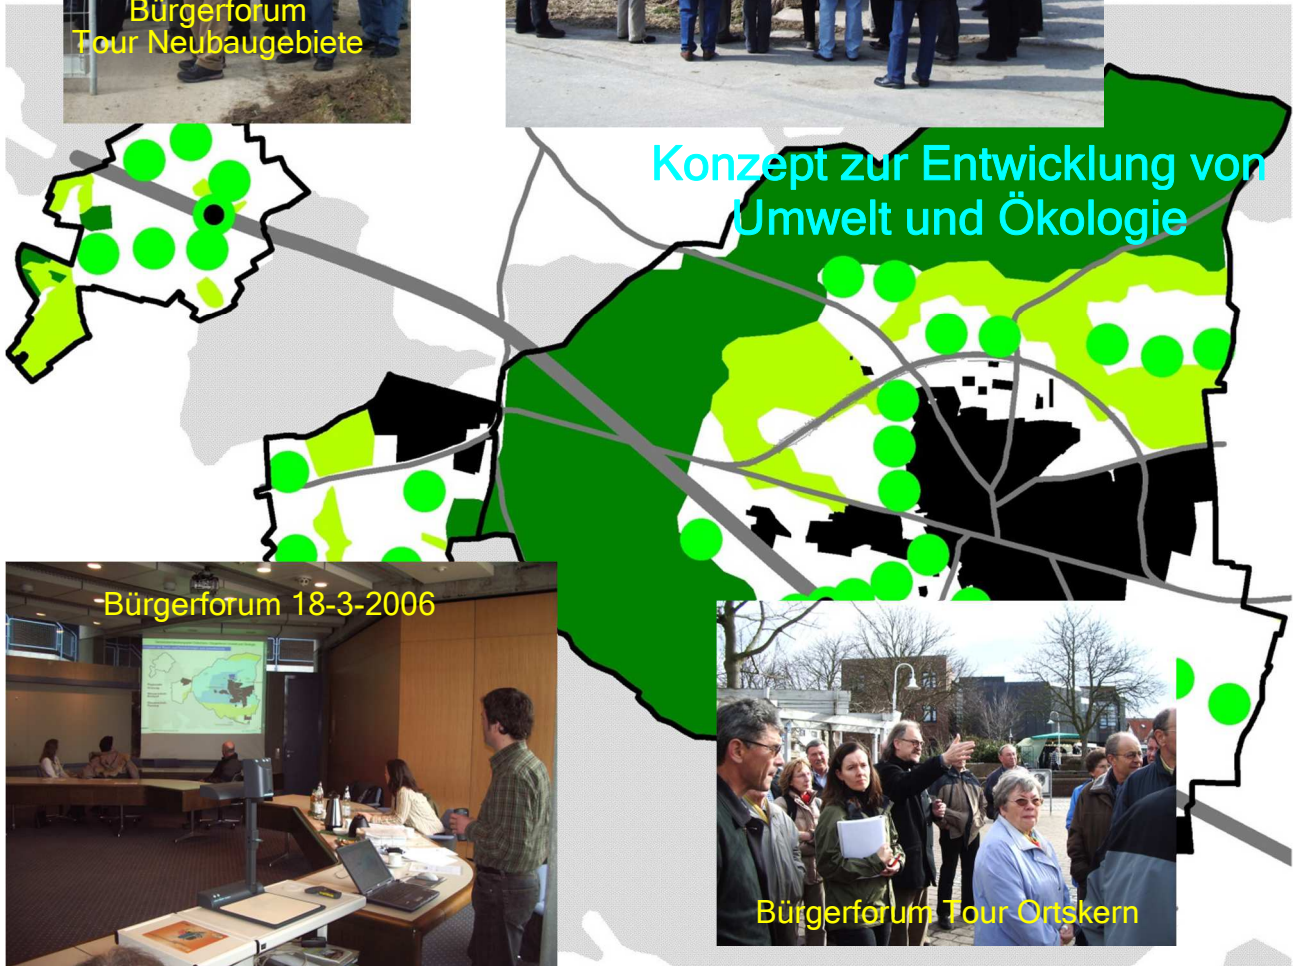 Bürgerforum
Tour Neubaugebiete
Konzept zur Entwicklung von
Umwelt und Ökologie
Bürgerforum 18-3-2006
Bürgerforum Tour Ortskern